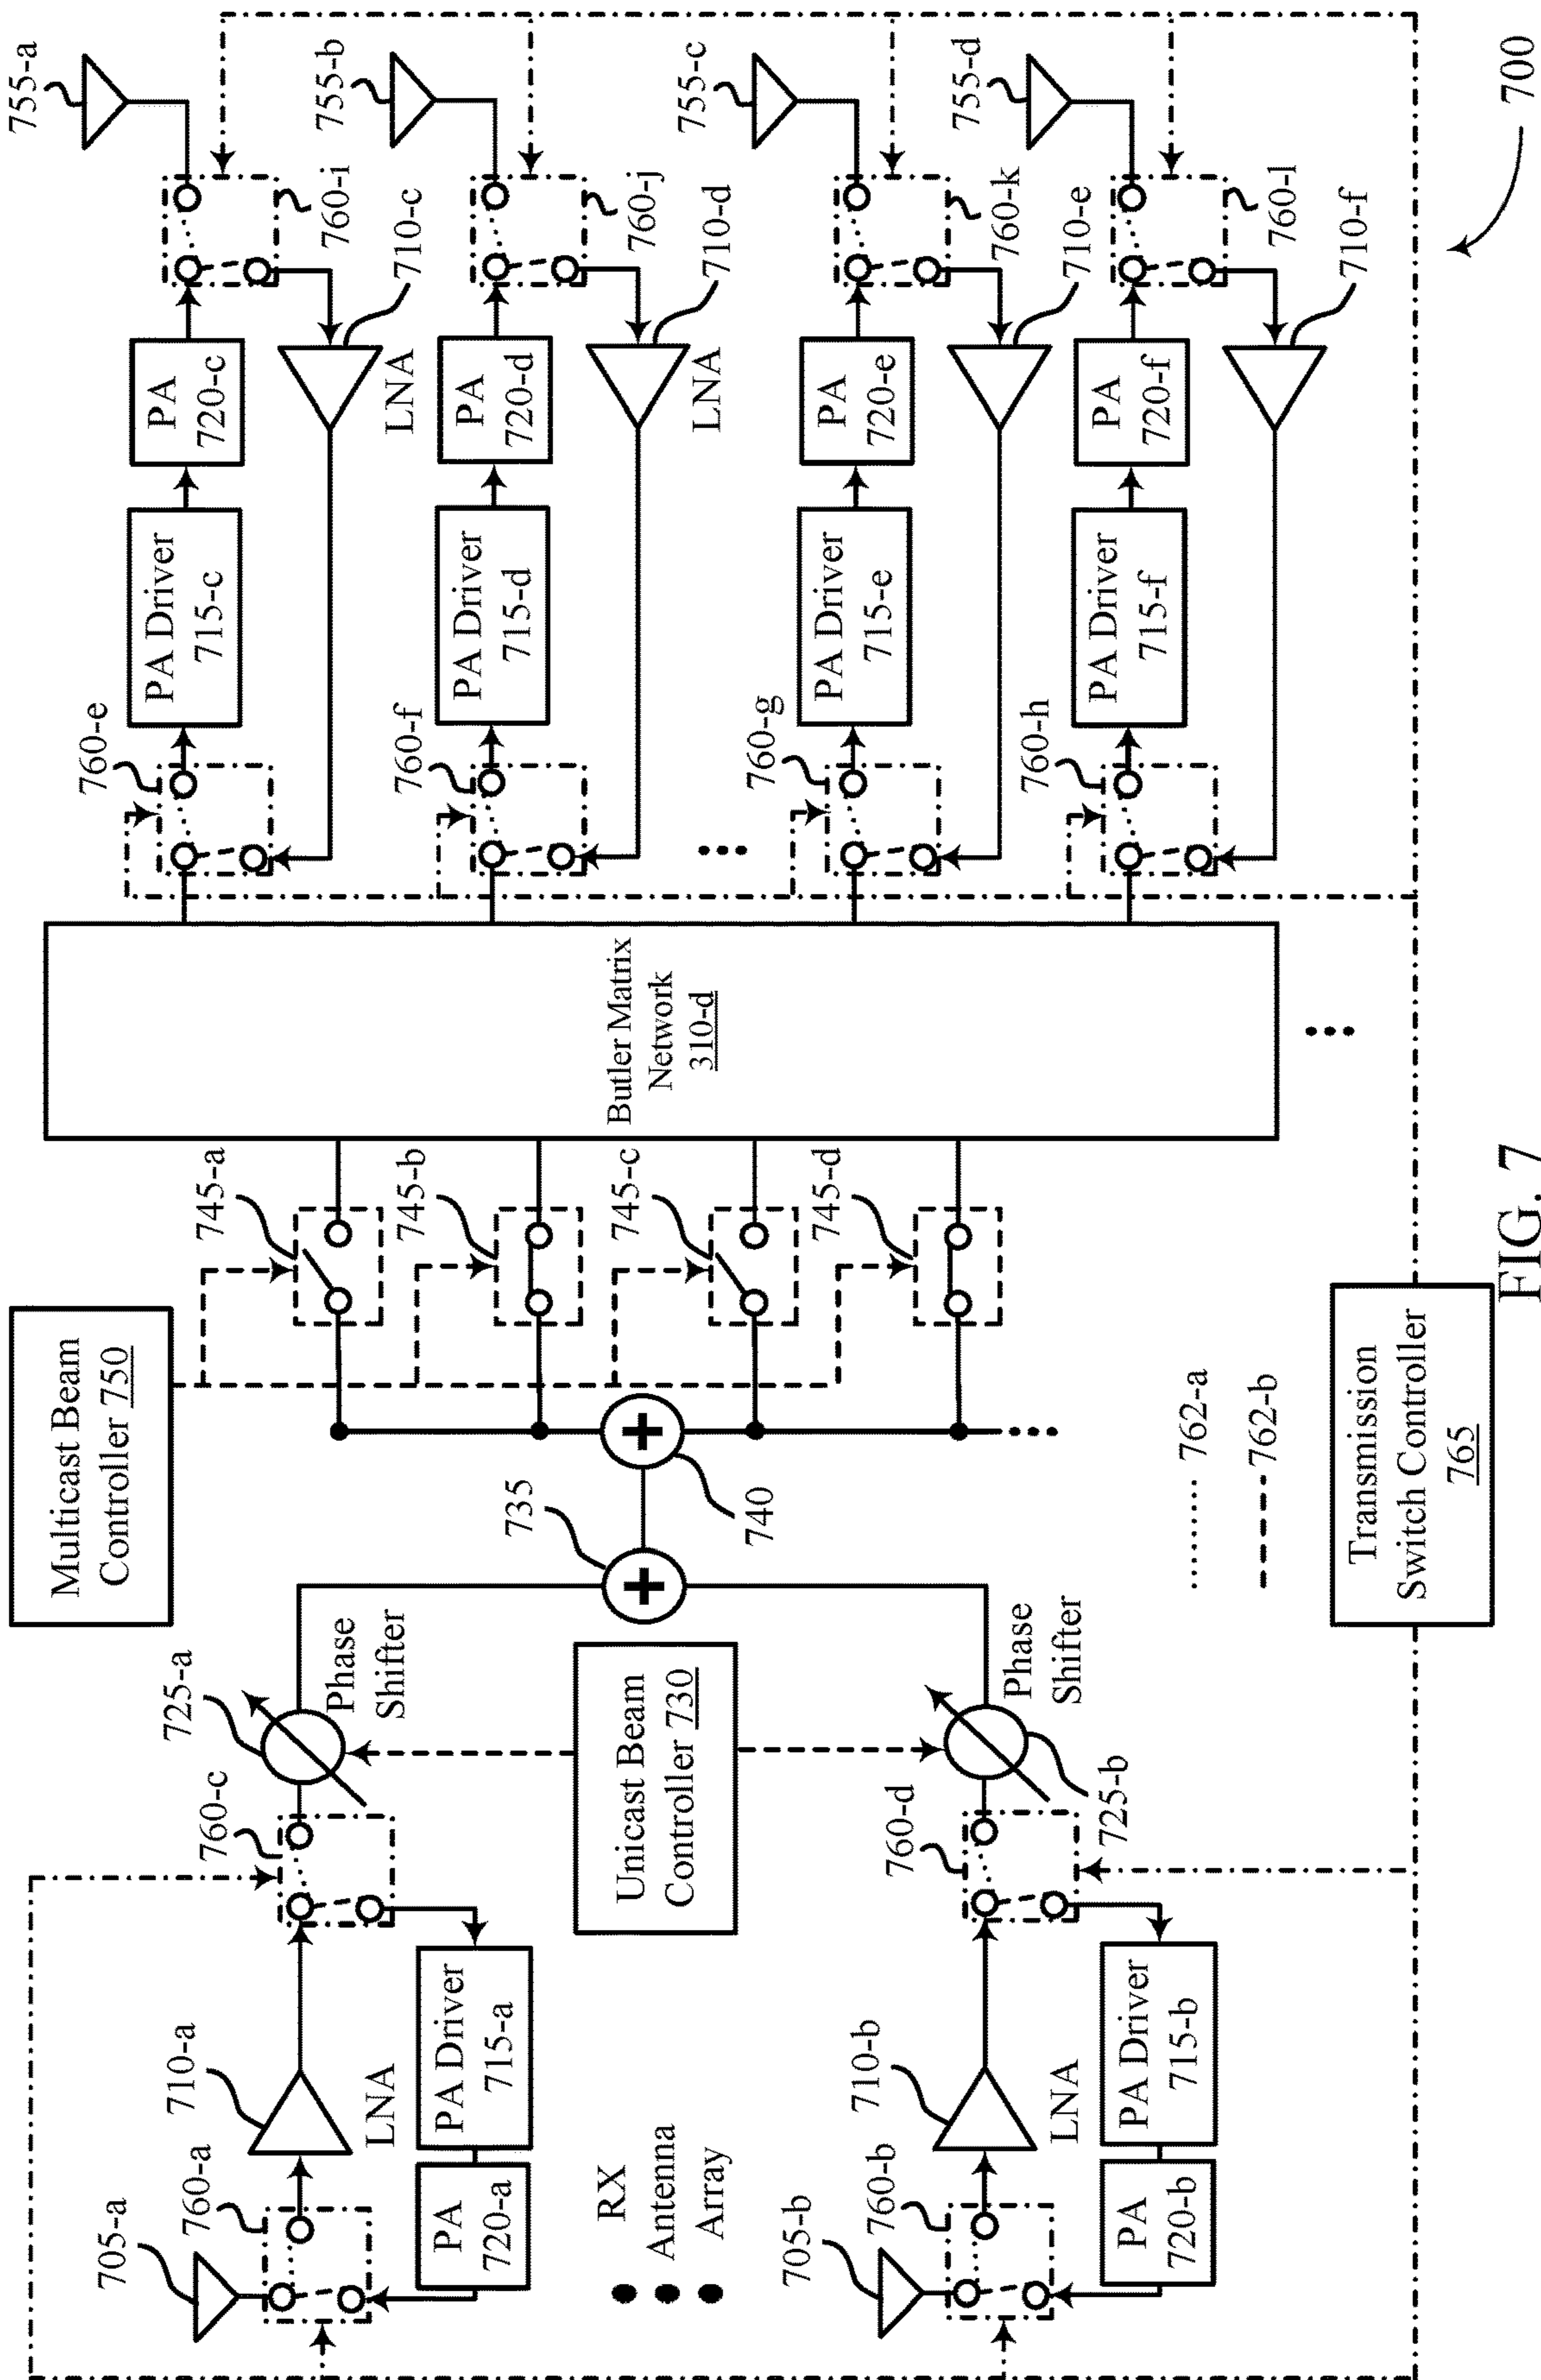 705-a
760-a
710-a
LNA
PA
720-a
PA Driver
715-a
760-c
725-a
Phase
Shifter
RX
Antenna
Array
Unicast Beam
Controller 730
705-b
760-b
710-b
LNA
PA
720-b
PA Driver
715-b
760-d
725-b
Phase
Shifter
735
740
Multicast Beam
Controller 750
745-a
745-b
745-c
745-d
762-a
762-b
Transmission
Switch Controller
765
Butler Matrix
Network
310-d
760-e
PA Driver
715-c
PA
720-c
LNA
710-c
760-i
755-a
760-f
PA Driver
715-d
PA
720-d
LNA
710-d
760-j
755-b
760-g
PA Driver
715-e
PA
720-e
710-e
760-k
755-c
760-h
PA Driver
715-f
PA
720-f
710-f
760-l
755-d
700
FIG. 7